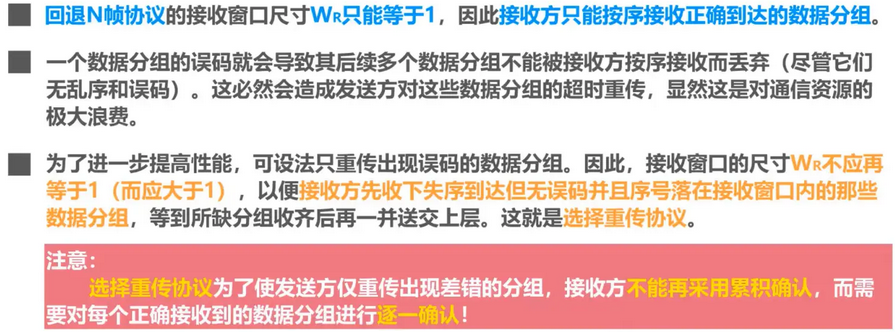 回退N帧协议的接收窗口尺寸WR只能等于1，因此接收方只能按序接收正确到达的数据分组。
一个数据分组的误码就会导致其后续多个数据分组不能被接收方按序接收而丢弃（尽管它们
无乱序和误码）。这必然会造成发送方对这些数据分组的超时重传，显然这是对通信资源的
极大浪费。
为了进一步提高性能，可设法只重传出现误码的数据分组。因此，接收窗口的尺寸WR不应再
等于1（而应大于1），以便接收方先收下失序到达但无误码并且序号落在接收窗口内的那些
数据分组，等到所缺分组收齐后再一并送交上层。这就是选择重传协议。
注意：
选择重传协议为了使发送方仅重传出现差错的分组，接收方不能再采用累积确认，而需
要对每个正确接收到的数据分组进行逐一确认！